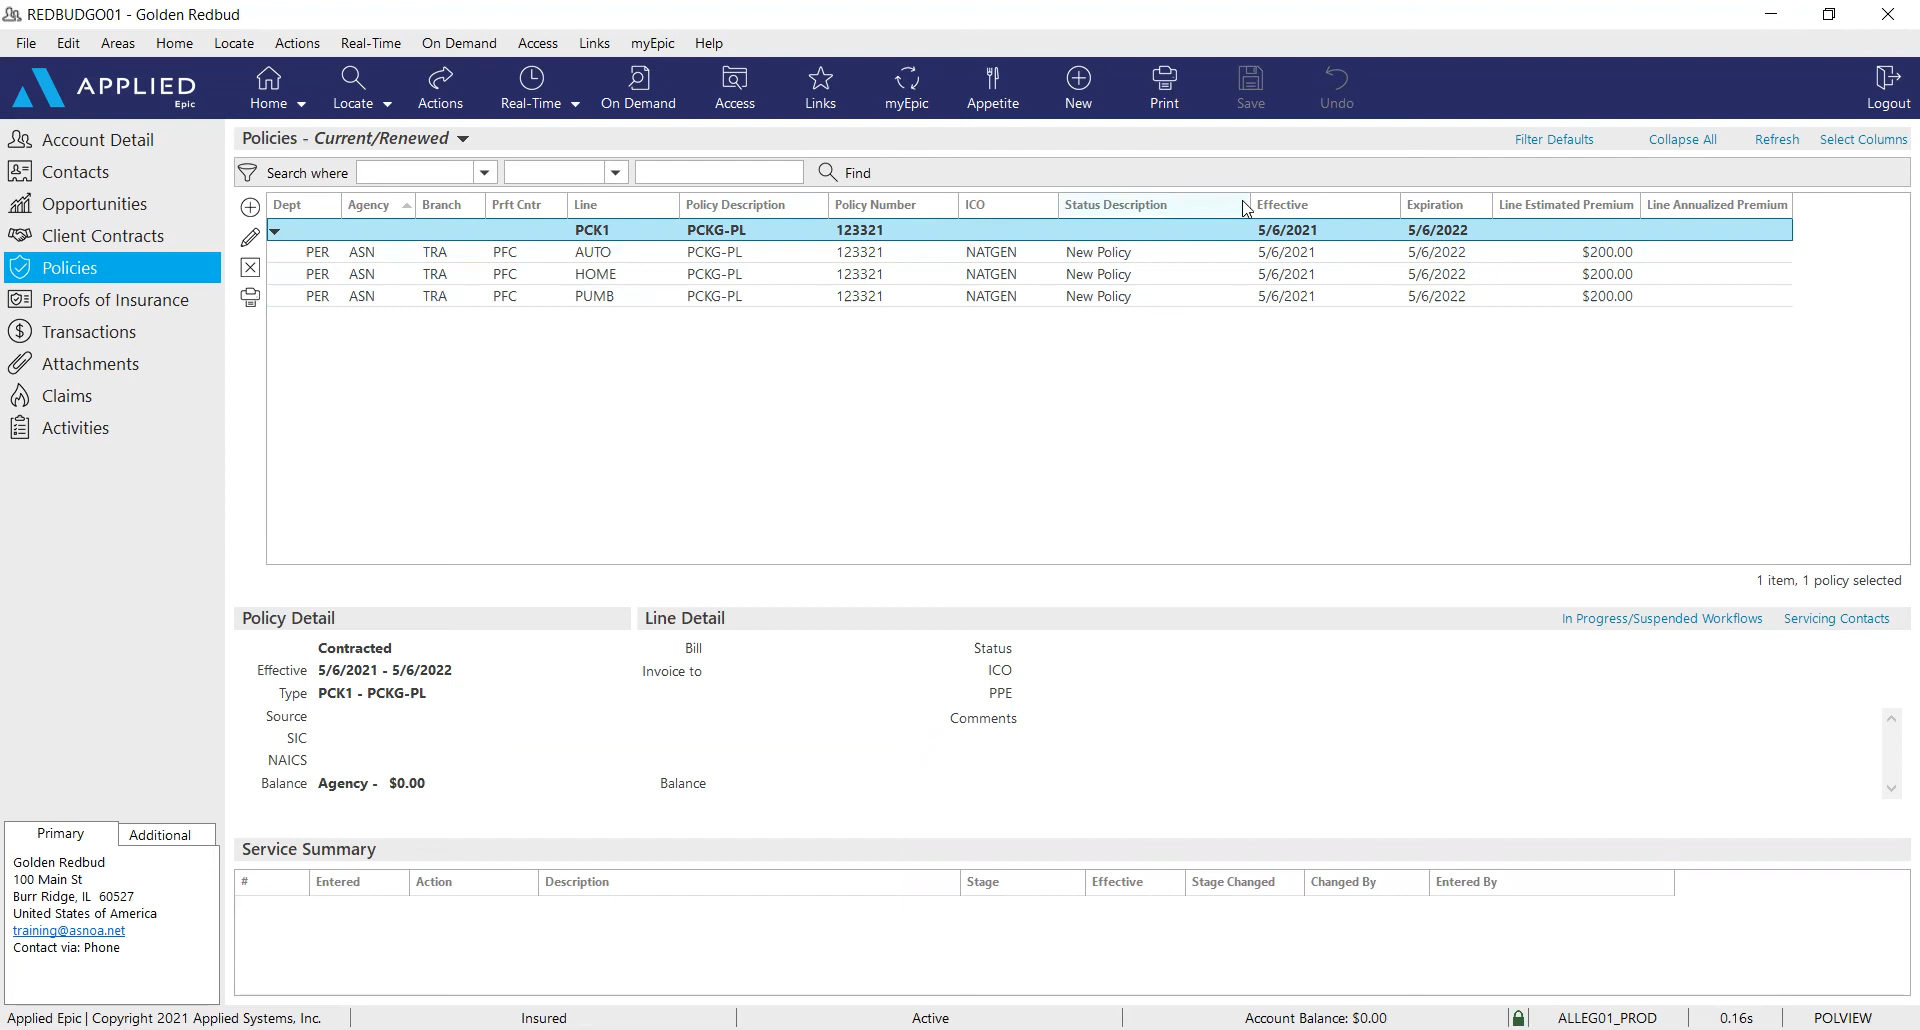 REDBUDGO01 - Golden Redbud
File Edit Areas Home Locate Actions Real-Time On Demand Access Links myEpic Help
APPLIED Epic
Home Locate Actions Real-Time On Demand Access Links myEpic Appetite New Print Save Undo Logout
Account Detail
Contacts
Opportunities
Client Contracts
Policies
Proofs of Insurance
Transactions
Attachments
Claims
Activities
Policies - Current/Renewed
Filter Defaults Collapse All Refresh Select Columns
Search where Find
Dept Agency Branch Prft Cntr Line Policy Description Policy Number ICO Status Description Effective Expiration Line Estimated Premium Line Annualized Premium
PCK1 PCKG-PL 123321 5/6/2021 5/6/2022
PER ASN TRA PFC AUTO PCKG-PL 123321 NATGEN New Policy 5/6/2021 5/6/2022 $200.00
PER ASN TRA PFC HOME PCKG-PL 123321 NATGEN New Policy 5/6/2021 5/6/2022 $200.00
PER ASN TRA PFC PUMB PCKG-PL 123321 NATGEN New Policy 5/6/2021 5/6/2022 $200.00
1 item, 1 policy selected
Policy Detail
Contracted
Effective 5/6/2021 - 5/6/2022
Type PCK1 - PCKG-PL
Source
SIC
NAICS
Balance Agency - $0.00
Line Detail
In Progress/Suspended Workflows Servicing Contacts
Bill
Invoice to
Balance
Status
ICO
PPE
Comments
Service Summary
# Entered Action Description Stage Effective Stage Changed Changed By Entered By
Primary Additional
Golden Redbud
100 Main St
Burr Ridge, IL 60527
United States of America
training@asnoa.net
Contact via: Phone
Applied Epic | Copyright 2021 Applied Systems, Inc. Insured Active Account Balance: $0.00 ALLEG01_PROD 0.16s POLVIEW